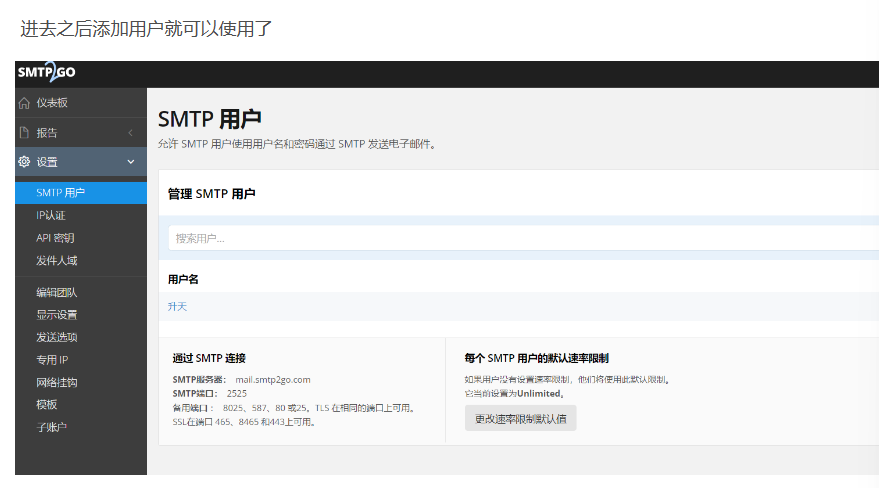 进去之后添加用户就可以使用了
SMTP2GO
仪表板
报告
设置
SMTP 用户
IP认证
API 密钥
发件人域
编辑团队
显示设置
发送选项
专用 IP
网络挂钩
模板
子账户
SMTP 用户
允许 SMTP 用户使用用户名和密码通过 SMTP 发送电子邮件。
管理 SMTP 用户
搜索用户...
用户名
升天
通过 SMTP 连接
SMTP服务器： mail.smtp2go.com
SMTP端口： 2525
备用端口： 8025、587、80 或25。TLS 在相同的端口上可用。
SSL在端口 465、8465 和443上可用。
每个 SMTP 用户的默认速率限制
如果用户没有设置速率限制，他们将使用此默认限制。
它当前设置为Unlimited。
更改速率限制默认值